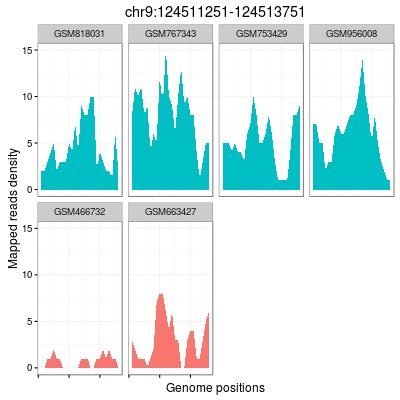 chr9:124511251-124513751
GSM818031 GSM767343 GSM753429 GSM956008
15
10
5
0
Mapped reads density
GSM466732 GSM663427
15
10
5
0
Genome positions